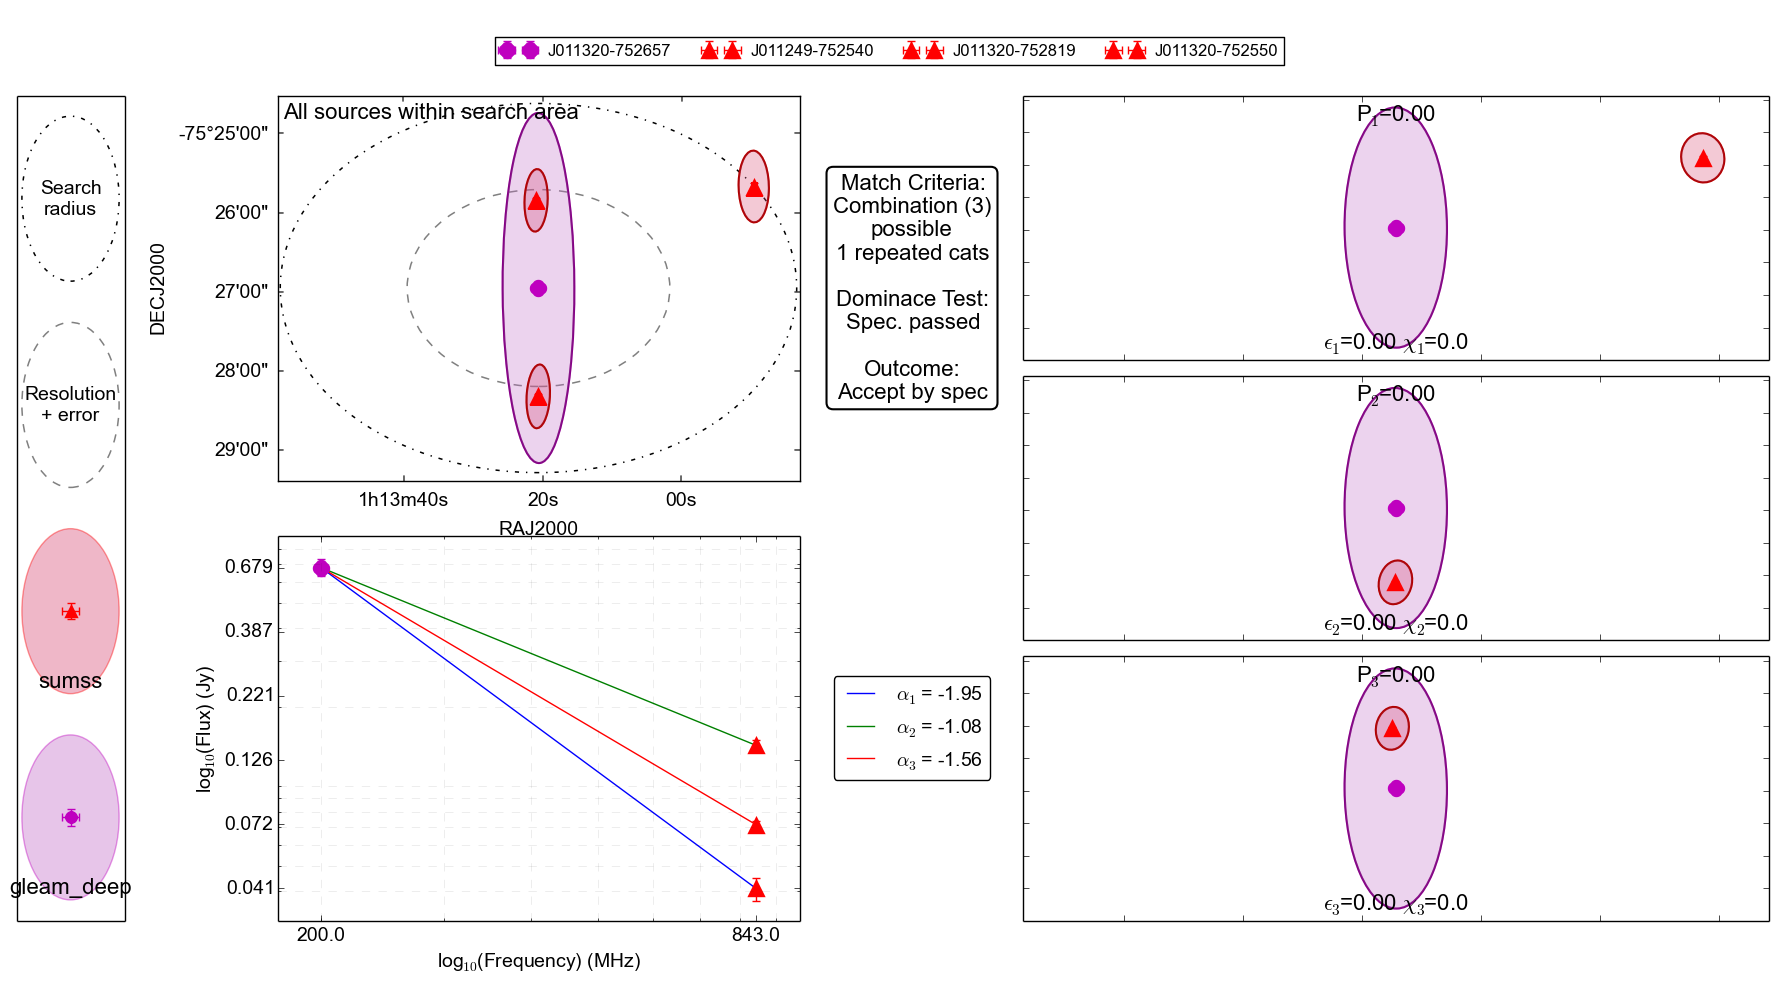 J011320-752657 J011249-752540 J011320-752819 J011320-752550
Search
radius
Resolution
+ error
sumss
gleam_deep
All sources within search area
DECJ2000
-75°25'00"
26'00"
27'00"
28'00"
29'00"
1h13m40s 20s 00s
RAJ2000
Match Criteria:
Combination (3)
possible
1 repeated cats
Dominace Test:
Spec. passed
Outcome:
Accept by spec
log₁₀(Flux) (Jy)
0.679
0.387
0.221
0.126
0.072
0.041
200.0 843.0
log₁₀(Frequency) (MHz)
α₁ = -1.95
α₂ = -1.08
α₃ = -1.56
P₁=0.00
ϵ₁=0.00 χ₁=0.0
P₂=0.00
ϵ₂=0.00 χ₂=0.0
P₃=0.00
ϵ₃=0.00 χ₃=0.0